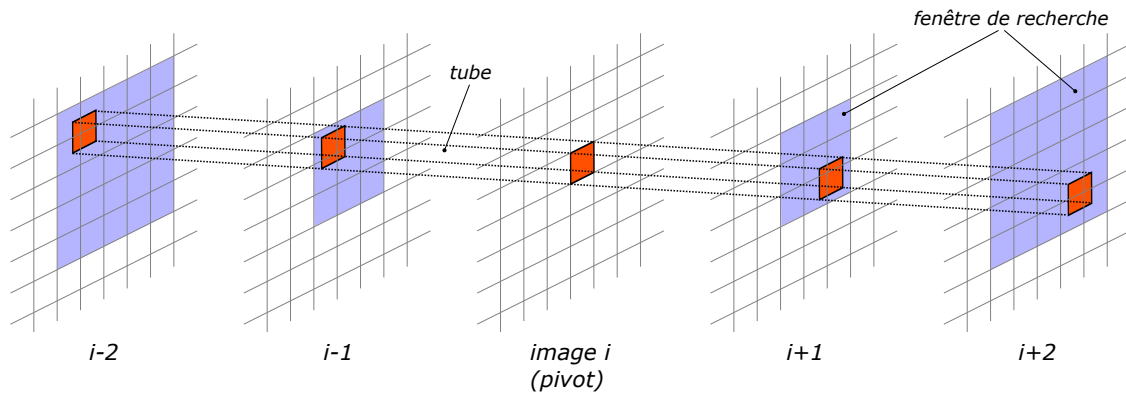 fenêtre de recherche
tube
i-2
i-1
image i
(pivot)
i+1
i+2